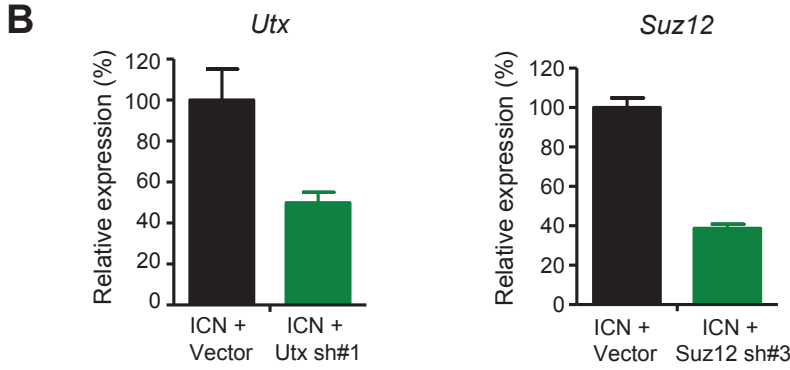 B
Utx
Relative expression (%)
120
100
80
60
40
20
0
ICN +
Vector
ICN +
Utx sh#1
Suz12
Relative expression (%)
120
100
80
60
40
20
0
ICN +
Vector
ICN +
Suz12 sh#3